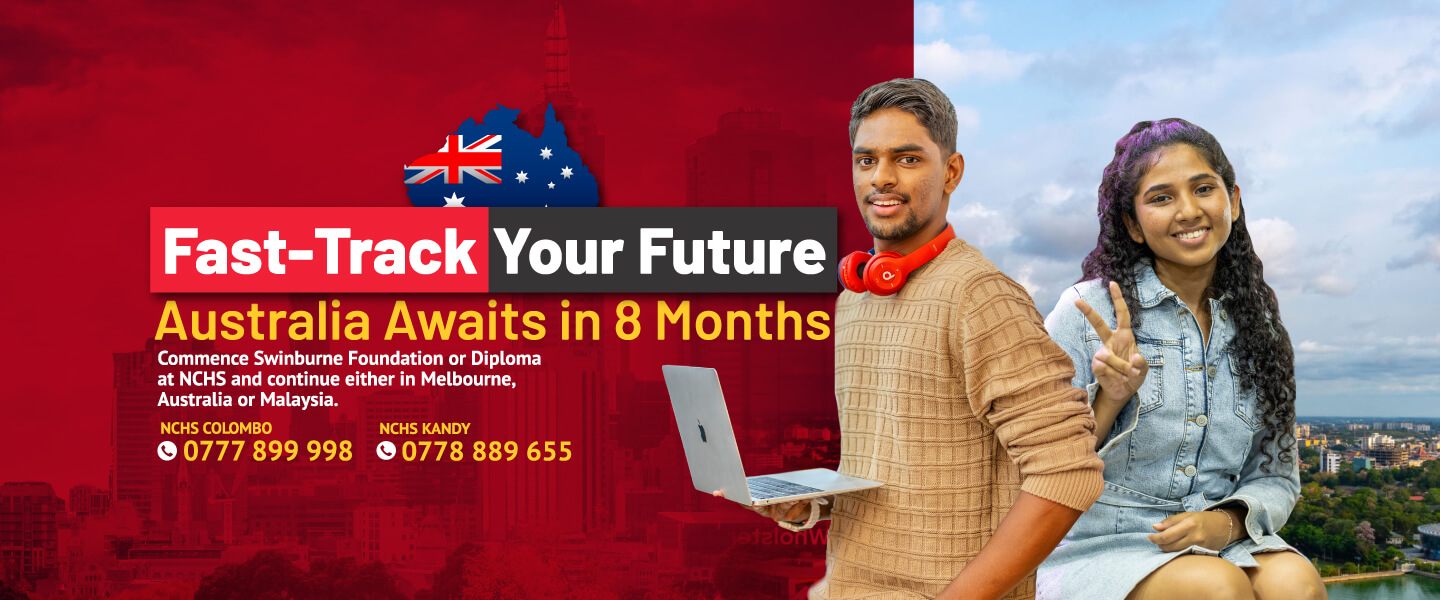 Fast-Track Your Future
Australia Awaits in 8 Months
Commence Swinburne Foundation or Diploma
at NCHS and continue either in Melbourne,
Australia or Malaysia.
NCHS COLOMBO NCHS KANDY
0777 899 998 0778 889 655